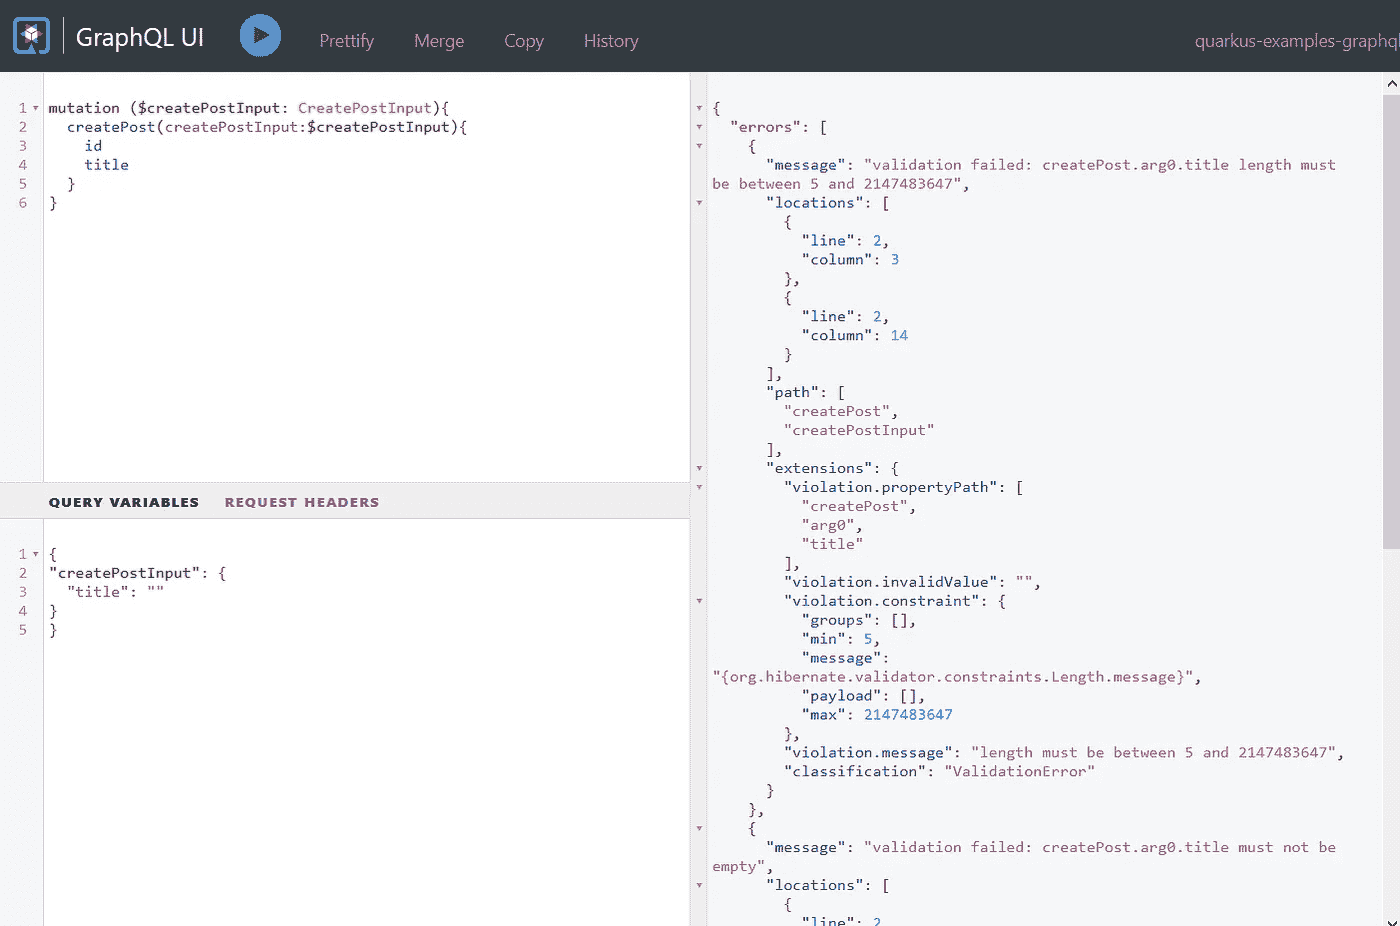 GraphQL UI
Prettify
Merge
Copy
History
quarkus-examples-graphql
1 mutation ($createPostInput: CreatePostInput){
2 createPost(createPostInput:$createPostInput){
3 id
4 title
5 }
6 }
QUERY VARIABLES
REQUEST HEADERS
1 {
2 "createPostInput": {
3 "title": ""
4 }
5 }
{
"errors": [
{
"message": "validation failed: createPost.arg0.title length must
be between 5 and 2147483647",
"locations": [
{
"line": 2,
"column": 3
},
{
"line": 2,
"column": 14
}
],
"path": [
"createPost",
"createPostInput"
],
"extensions": {
"violation.propertyPath": [
"createPost",
"arg0",
"title"
],
"violation.invalidValue": "",
"violation.constraint": {
"groups": [],
"min": 5,
"message":
"{org.hibernate.validator.constraints.Length.message}",
"payload": [],
"max": 2147483647
},
"violation.message": "length must be between 5 and 2147483647",
"classification": "ValidationError"
}
},
{
"message": "validation failed: createPost.arg0.title must not be
empty",
"locations": [
{
"line": 2